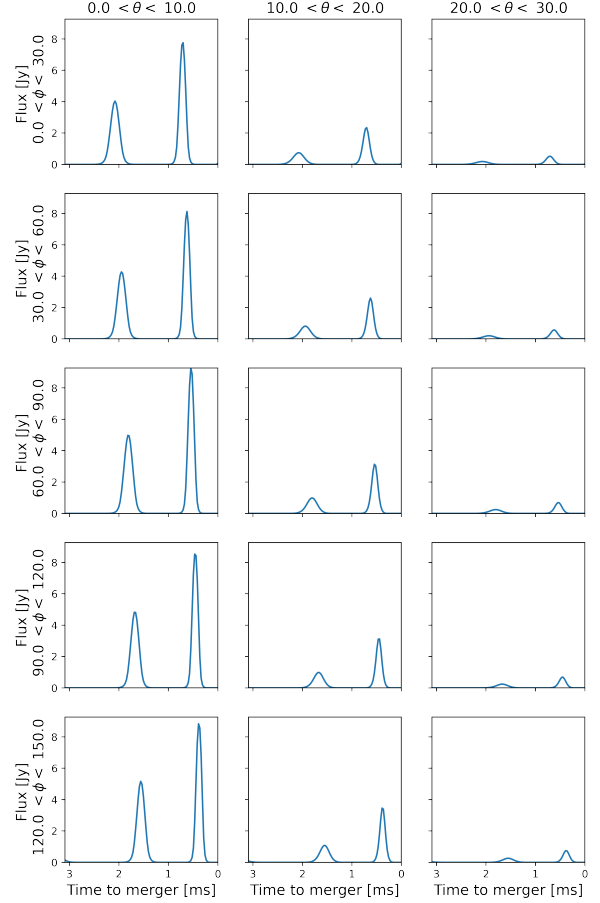 0.0 < θ < 10.0
10.0 < θ < 20.0
20.0 < θ < 30.0
Flux [Jy]
0.0 < ϕ < 30.0
8
6
4
2
0
Flux [Jy]
30.0 < ϕ < 60.0
8
6
4
2
0
Flux [Jy]
60.0 < ϕ < 90.0
8
6
4
2
0
Flux [Jy]
90.0 < ϕ < 120.0
8
6
4
2
0
Flux [Jy]
120.0 < ϕ < 150.0
8
6
4
2
0
3 2 1 0
3 2 1 0
3 2 1 0
Time to merger [ms]
Time to merger [ms]
Time to merger [ms]